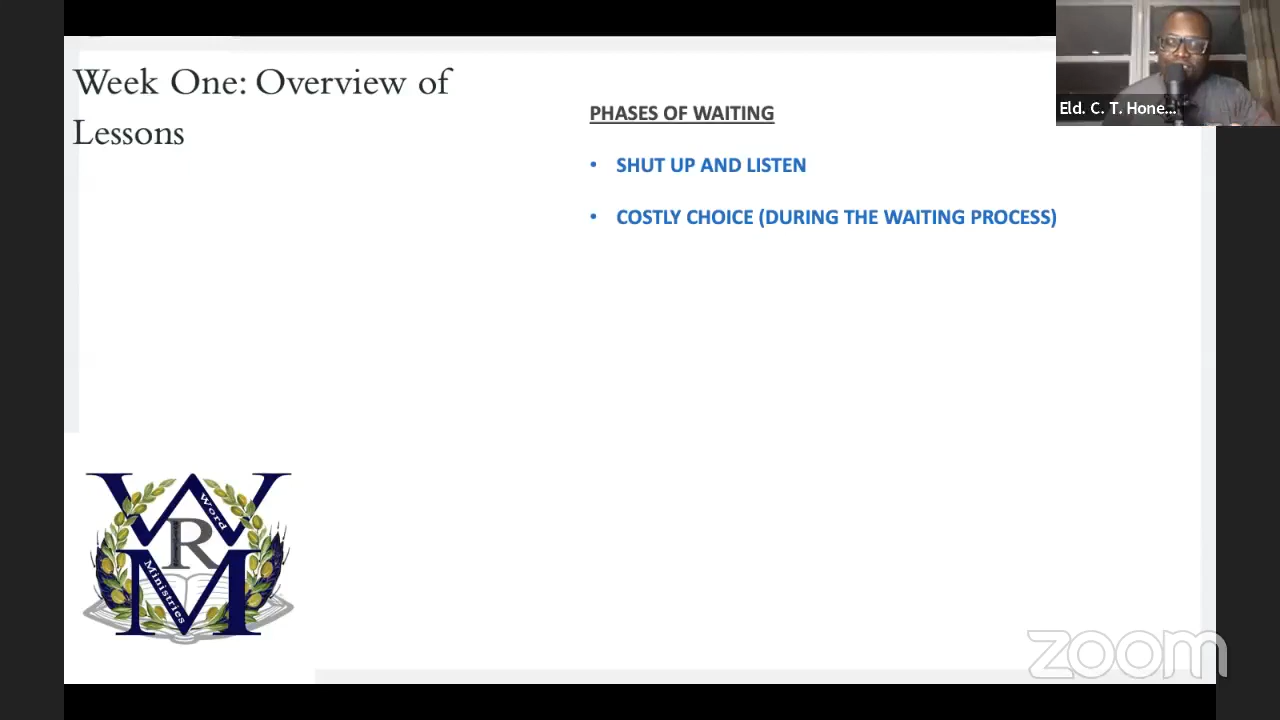 Week One: Overview of
Lessons
PHASES OF WAITING
• SHUT UP AND LISTEN
• COSTLY CHOICE (DURING THE WAITING PROCESS)
Eld. C. T. Hone...
W
Word
R
Ministries
M
zoom